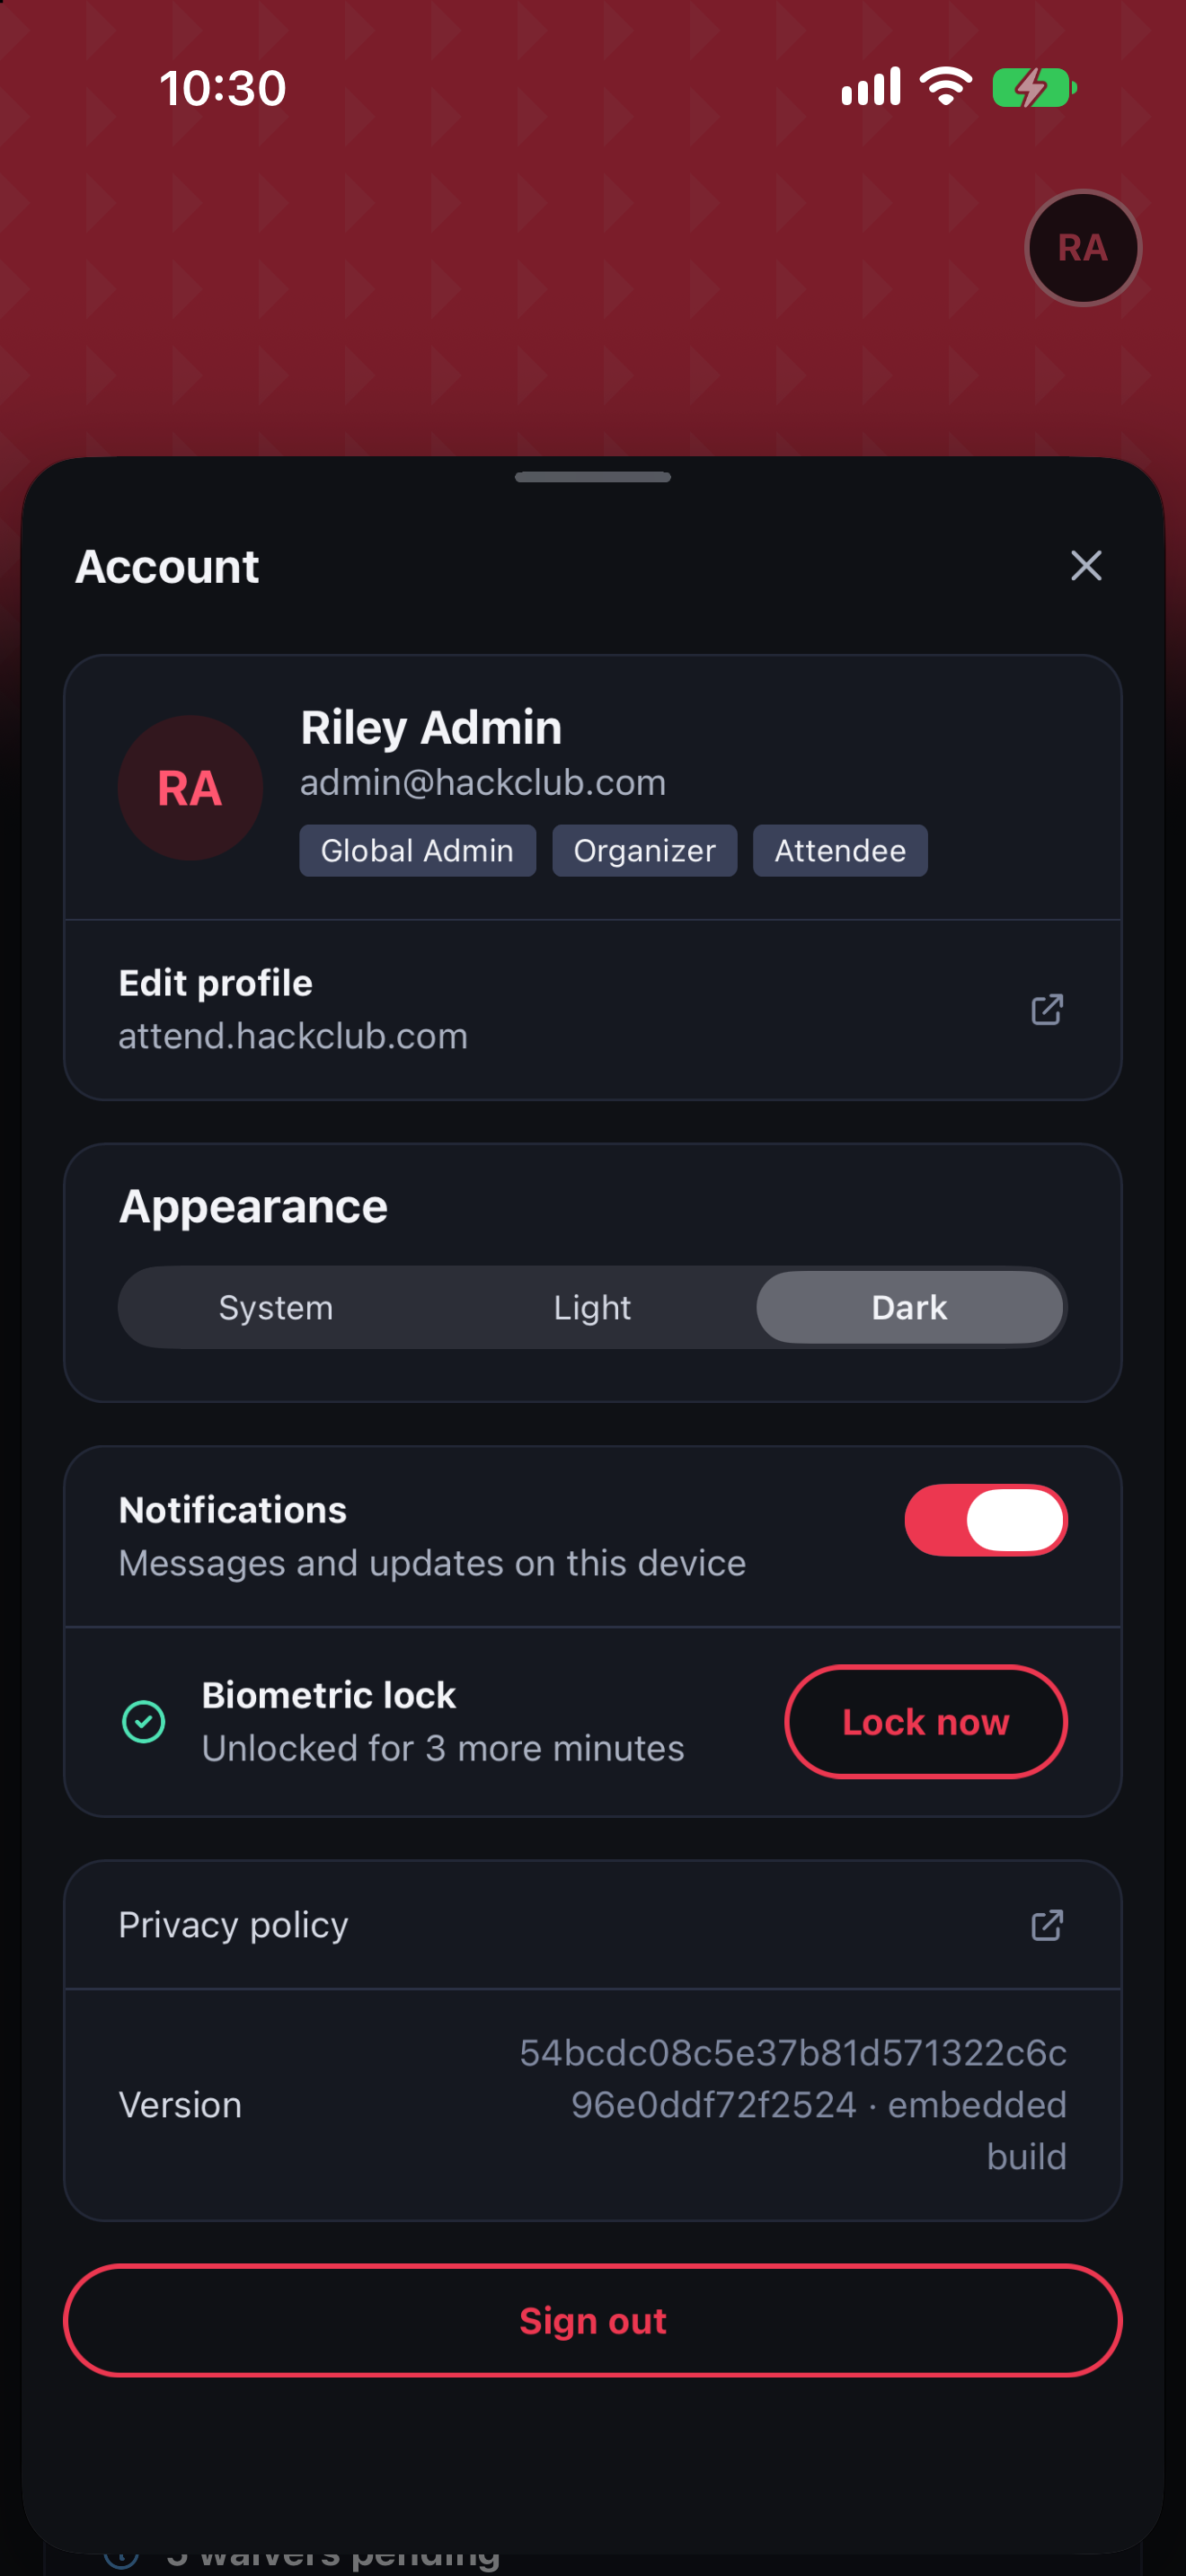 10:30
RA
Account
RA
Riley Admin
admin@hackclub.com
Global Admin
Organizer
Attendee
Edit profile
attend.hackclub.com
Appearance
System
Light
Dark
Notifications
Messages and updates on this device
Biometric lock
Unlocked for 3 more minutes
Lock now
Privacy policy
Version
54bcdc08c5e37b81d571322c6c
96e0ddf72f2524 · embedded
build
Sign out
waivers pending